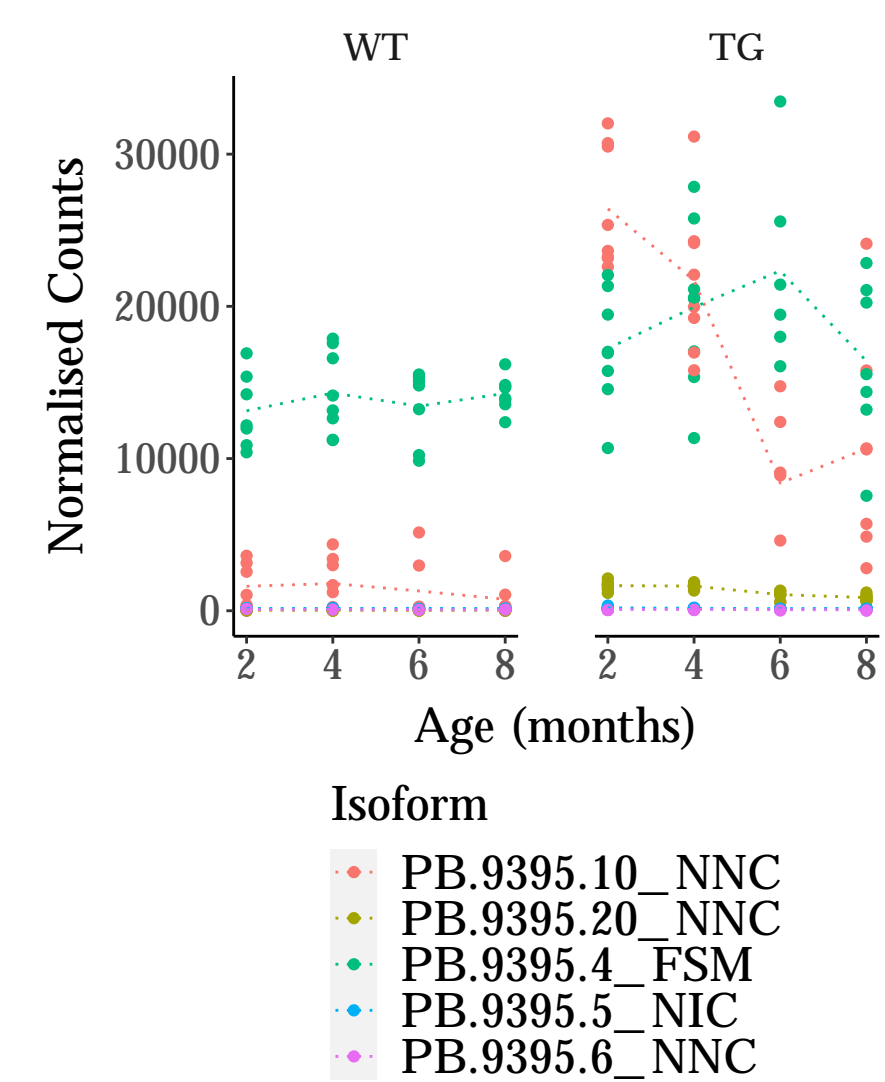 WT TG
Normalised Counts
30000
20000
10000
0
2 4 6 8 2 4 6 8
Age (months)
Isoform
PB.9395.10_NNC
PB.9395.20_NNC
PB.9395.4_FSM
PB.9395.5_NIC
PB.9395.6_NNC